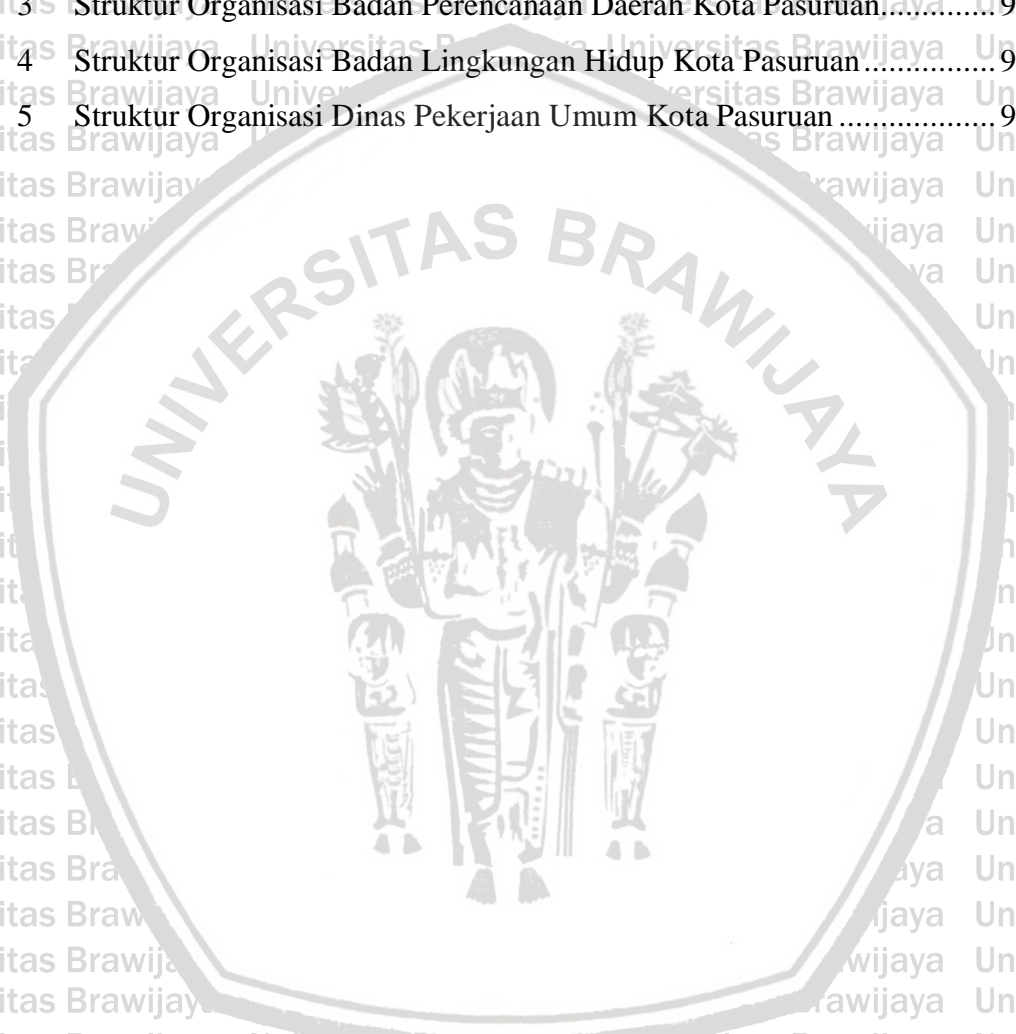 3 Struktur Organisasi Badan Perencanaan Daerah Kota Pasuruan.............. 9
4 Struktur Organisasi Badan Lingkungan Hidup Kota Pasuruan................ 9
5 Struktur Organisasi Dinas Pekerjaan Umum Kota Pasuruan ................... 9
UNIVERSITAS BRAWIJAYA